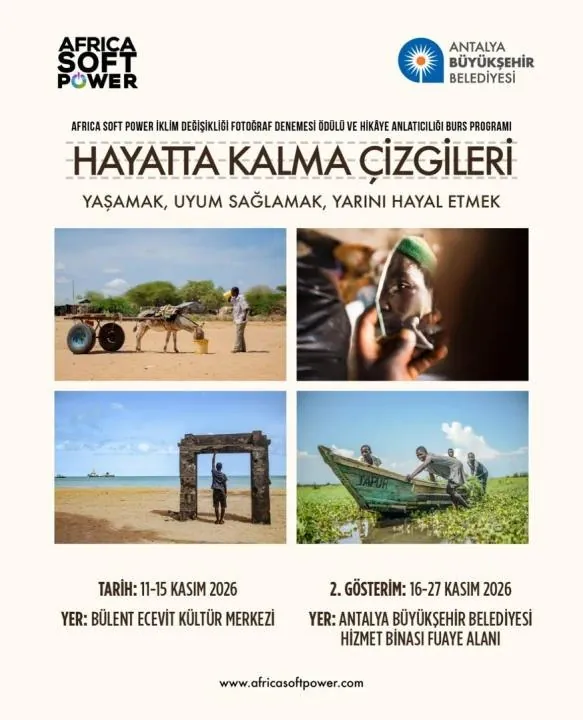 AFRICA
SOFT
POWER
ANTALYA
BÜYÜKŞEHİR
BELEDİYESİ
AFRICA SOFT POWER İKLİM DEĞİŞİKLİĞİ FOTOĞRAF DENEMESİ ÖDÜLÜ VE HİKÂYE ANLATICILIĞI BURS PROGRAMI
HAYATTA KALMA ÇİZGİLERİ
YAŞAMAK, UYUM SAĞLAMAK, YARINI HAYAL ETMEK
TARİH: 11-15 KASIM 2026
YER: BÜLENT ECEVİT KÜLTÜR MERKEZİ
2. GÖSTERİM: 16-27 KASIM 2026
YER: ANTALYA BÜYÜKŞEHİR BELEDİYESİ
HİZMET BİNASI FUAYE ALANI
www.africasoftpower.com